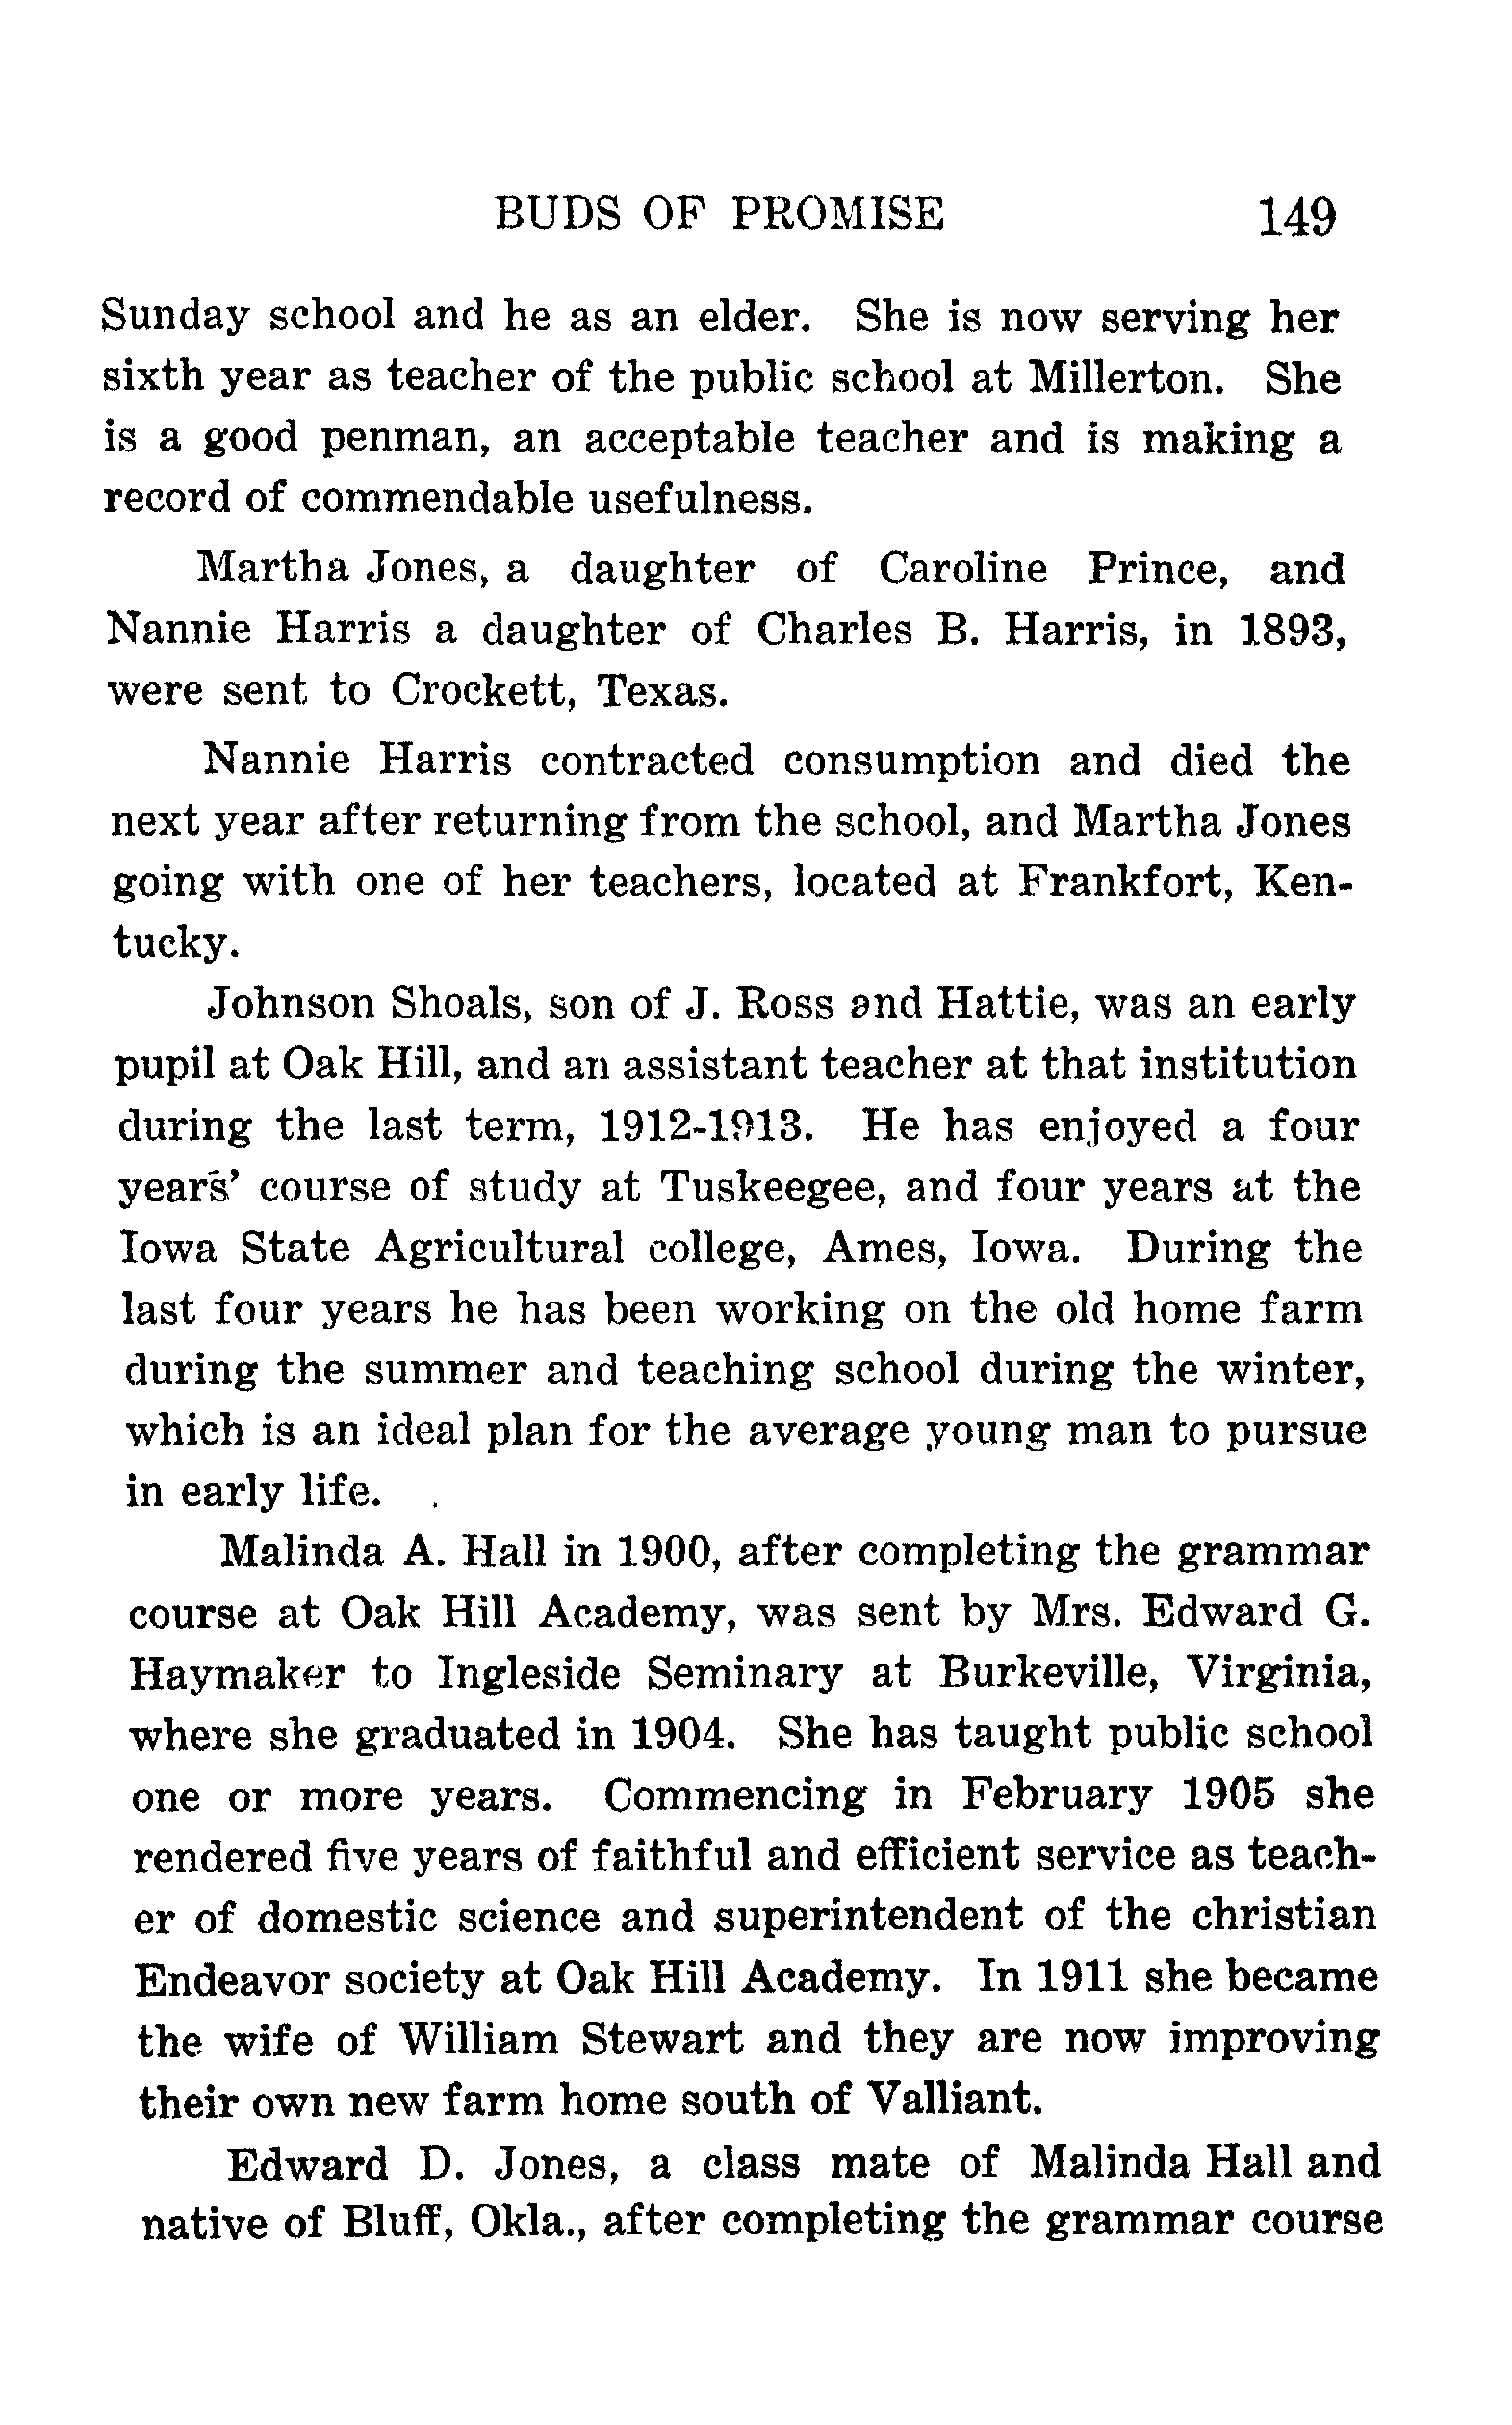 BUDS OF PROMISE 149
Sunday school and he as an elder. She is now serving her
sixth year as teacher of the public school at Millerton. She
is a good penman, an acceptable teacher and is making a
record of commendable usefulness.
Martha Jones, a daughter of Caroline Prince, and
Nannie Harris a daughter of Charles B. Harris, in 1893,
were sent to Crockett, Texas.
Nannie Harris contracted consumption and died the
next year after returning from the school, and Martha Jones
going with one of her teachers, located at Frankfort, Ken-
tucky.
Johnson Shoals, son of J. Ross and Hattie, was an early
pupil at Oak Hill, and an assistant teacher at that institution
during the last term, 1912-1913. He has enjoyed a four
years' course of study at Tuskeegee, and four years at the
Iowa State Agricultural college, Ames, Iowa. During the
last four years he has been working on the old home farm
during the summer and teaching school during the winter,
which is an ideal plan for the average young man to pursue
in early life.
Malinda A. Hall in 1900, after completing the grammar
course at Oak Hill Academy, was sent by Mrs. Edward G.
Haymaker to Ingleside Seminary at Burkeville, Virginia,
where she graduated in 1904. She has taught public school
one or more years. Commencing in February 1905 she
rendered five years of faithful and efficient service as teach-
er of domestic science and superintendent of the christian
Endeavor society at Oak Hill Academy. In 1911 she became
the wife of William Stewart and they are now improving
their own new farm home south of Valliant.
Edward D. Jones, a class mate of Malinda Hall and
native of Bluff, Okla., after completing the grammar course